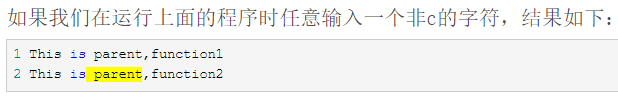 如果我们在运行上面的程序时任意输入一个非c的字符，结果如下：
1 This is parent,function1
2 This is parent,function2